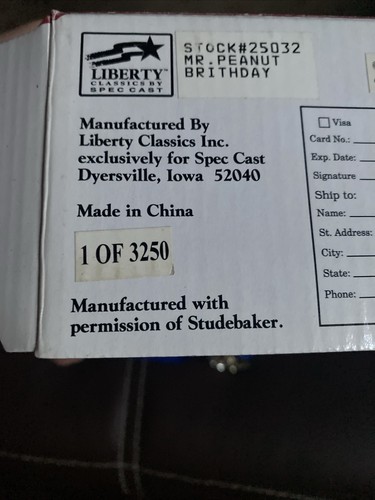 LIBERTY™
CLASSICS BY
SPEC CAST
STOCK#25032
MR.PEANUT
BRITHDAY
Manufactured By
Liberty Classics Inc.
exclusively for Spec Cast
Dyersville, Iowa 52040
Made in China
1 OF 3250
Manufactured with
permission of Studebaker.
Visa
Card No.:
Exp. Date:
Signature
Ship to:
Name:
St. Address:
City:
State:
Phone: